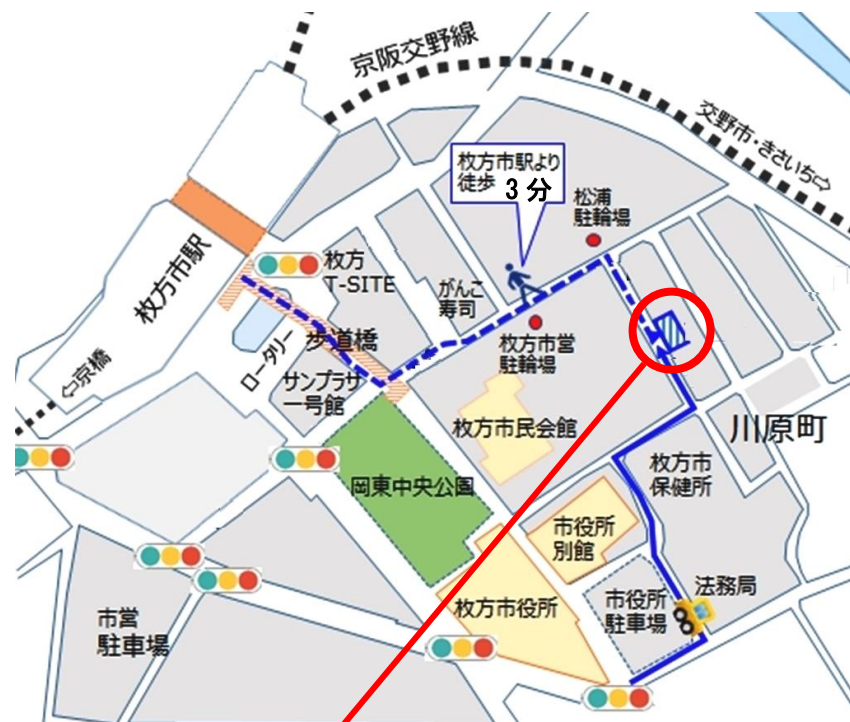 京阪交野線
交野市・きさいち⇨
枚方市駅より
徒歩 3分
松浦
駐輪場
枚方市駅
枚方
T-SITE
がんこ
寿司
⇦京橋
ロータリー
歩道橋
サンプラザ
一号館
枚方市営
駐輪場
枚方市民会館
川原町
岡東中央公園
枚方市
保健所
市役所
別館
枚方市役所
市役所
駐車場
法務局
市営
駐車場